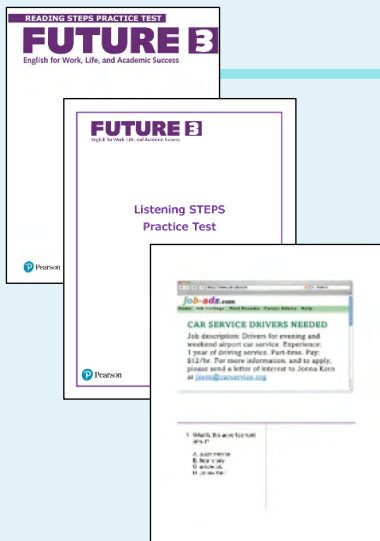 READING STEPS PRACTICE TEST
FUTURE 3
English for Work, Life, and Academic Success
Pearson
FUTURE 3
English for Work, Life, and Academic Success
Listening STEPS
Practice Test
Pearson
Job-ads.com
CAR SERVICE DRIVERS NEEDED
Job description: Drivers for evening and
weekend airport car service. Experience:
1 year of driving service. Part-time. Pay:
$12/hr. For more information, and to apply,
please send a letter of interest to Jonna Korn
at